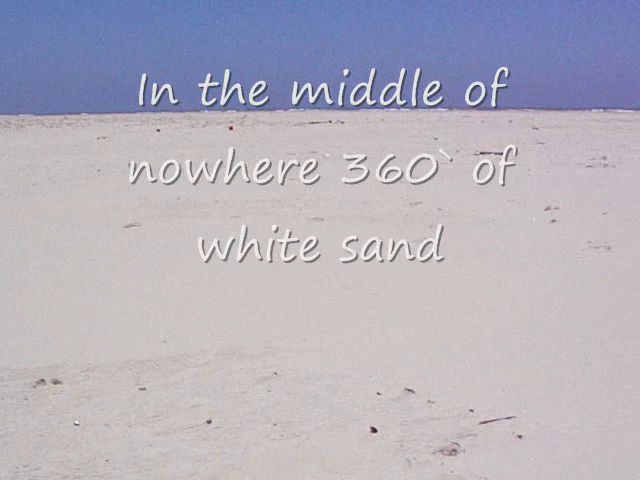 In the middle of
nowhere 360` of
white sand